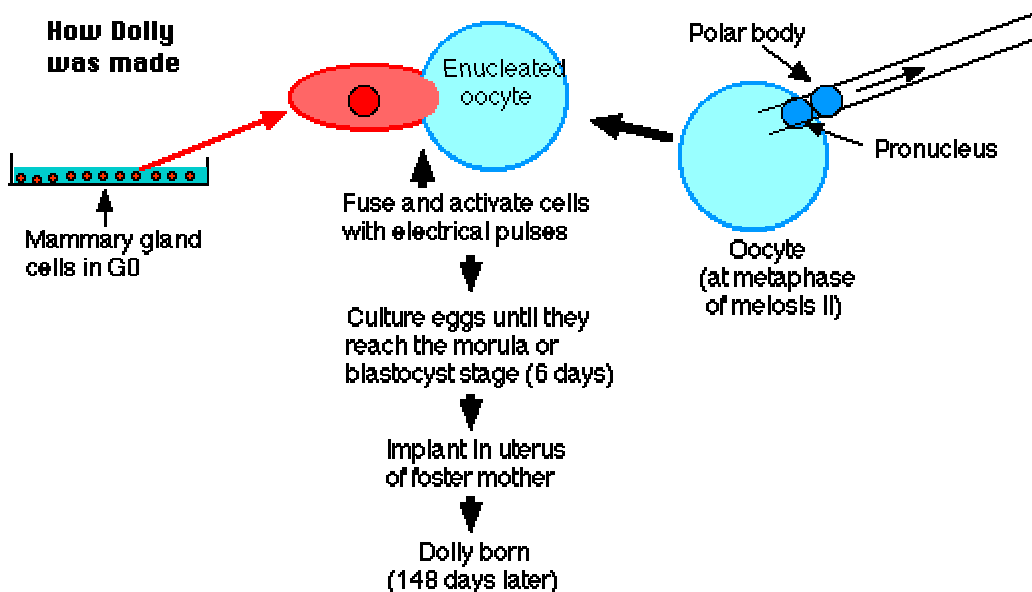 How Dolly
was made
Enucleated
oocyte
Polar body
Pronucleus
Mammary gland
cells in G0
Fuse and activate cells
with electrical pulses
Oocyte
(at metaphase
of meiosis II)
Culture eggs until they
reach the morula or
blastocyst stage (6 days)
Implant in uterus
of foster mother
Dolly born
(148 days later)